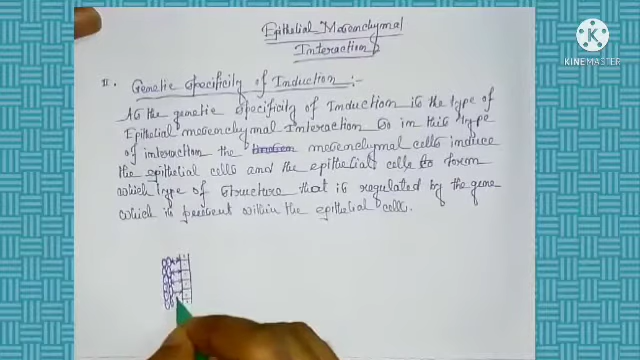 Epithelial Mesenchymal
Interaction
II. Genetic Specificity of Induction :-
As the genetic specificity of Induction is the type of
Epithelial mesenchymal Interaction so in this type
of interaction the mesenchymal cells induce
the epithelial cells and the epithelial cells to form
which type of structure that is regulated by the gene
which is present within the epithelial cell.
KINEMASTER